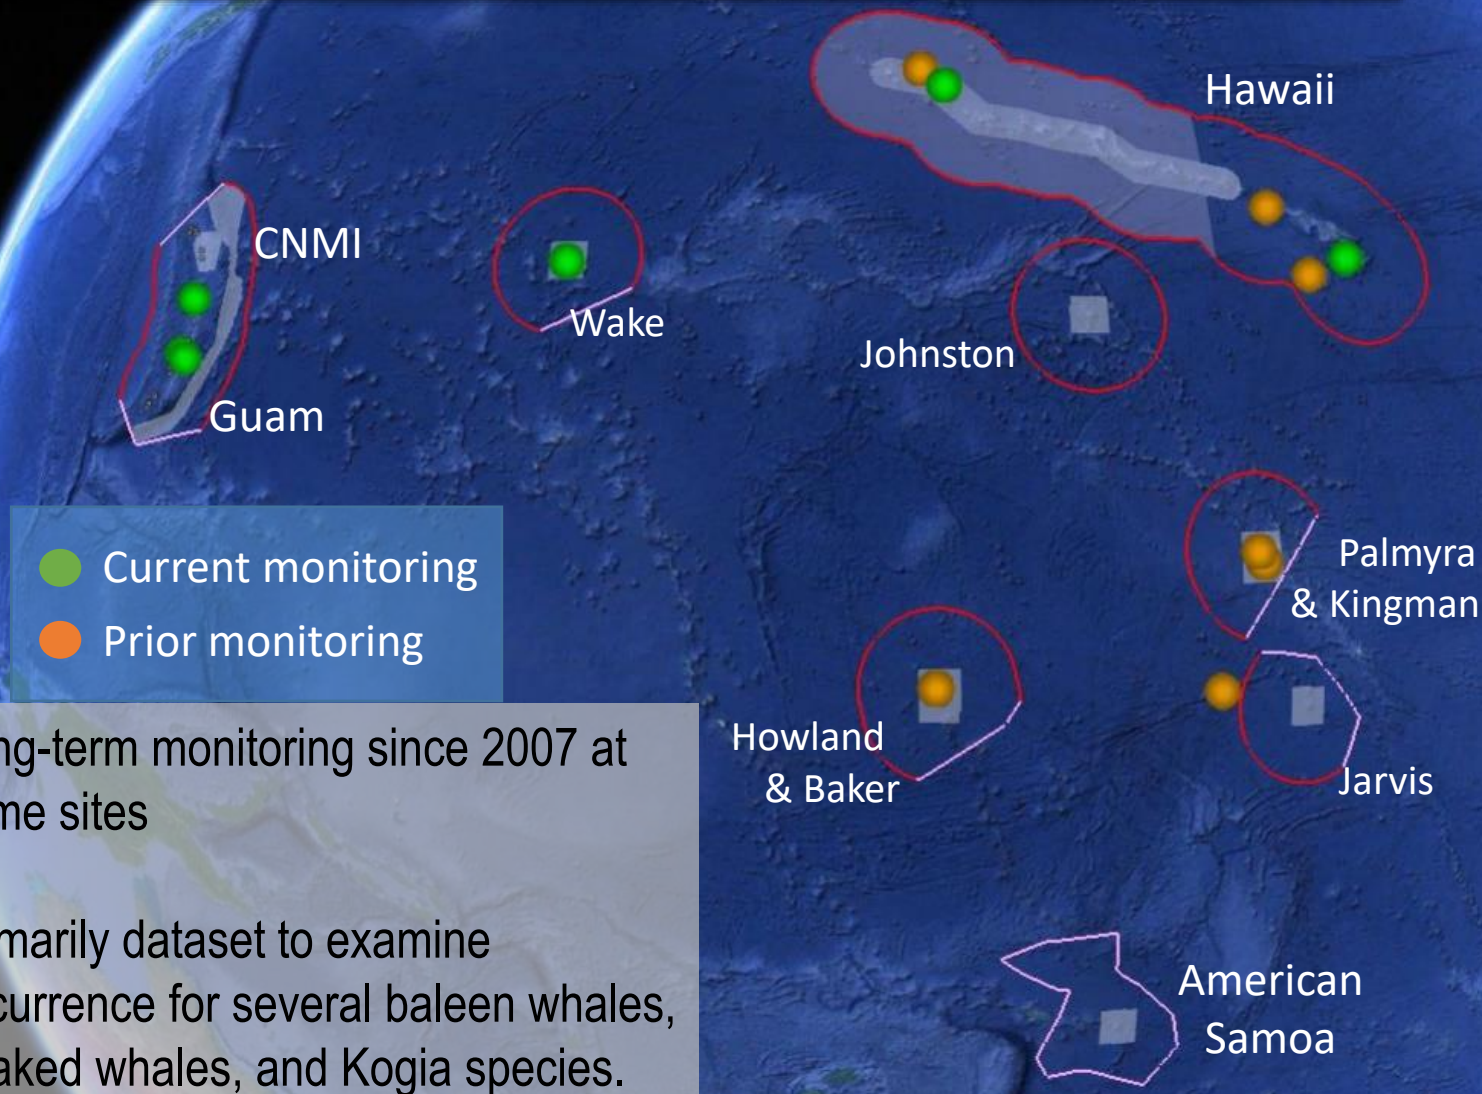 Hawaii
CNMI
Wake
Johnston
Guam
Current monitoring
Prior monitoring
Palmyra
& Kingman
Howland
& Baker
Jarvis
ng-term monitoring since 2007 at
me sites
marily dataset to examine
currence for several baleen whales,
aked whales, and Kogia species.
American
Samoa